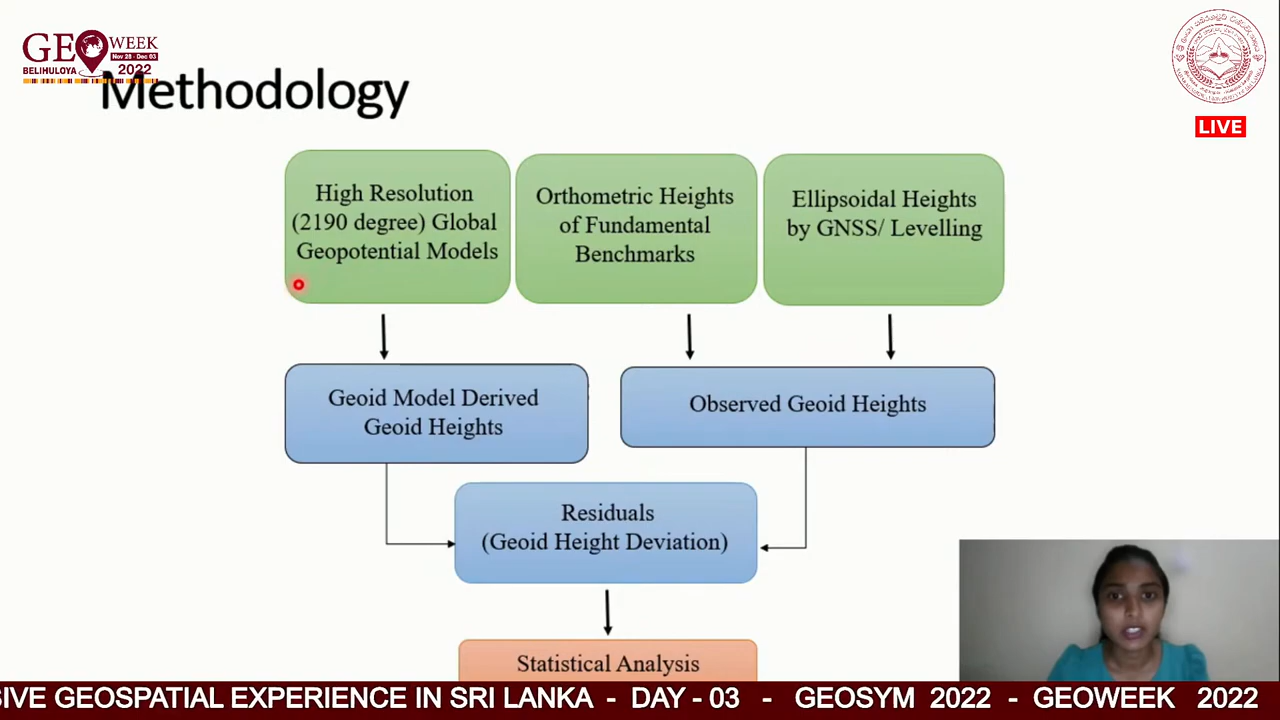 GEO WEEK
Nov 28 - Dec 03
BELIHULOYA 2022
Methodology
LIVE
High Resolution
(2190 degree) Global
Geopotential Models
Orthometric Heights
of Fundamental
Benchmarks
Ellipsoidal Heights
by GNSS/ Levelling
Geoid Model Derived
Geoid Heights
Observed Geoid Heights
Residuals
(Geoid Height Deviation)
Statistical Analysis
SIVE GEOSPATIAL EXPERIENCE IN SRI LANKA - DAY - 03 - GEOSYM 2022 - GEOWEEK 2022